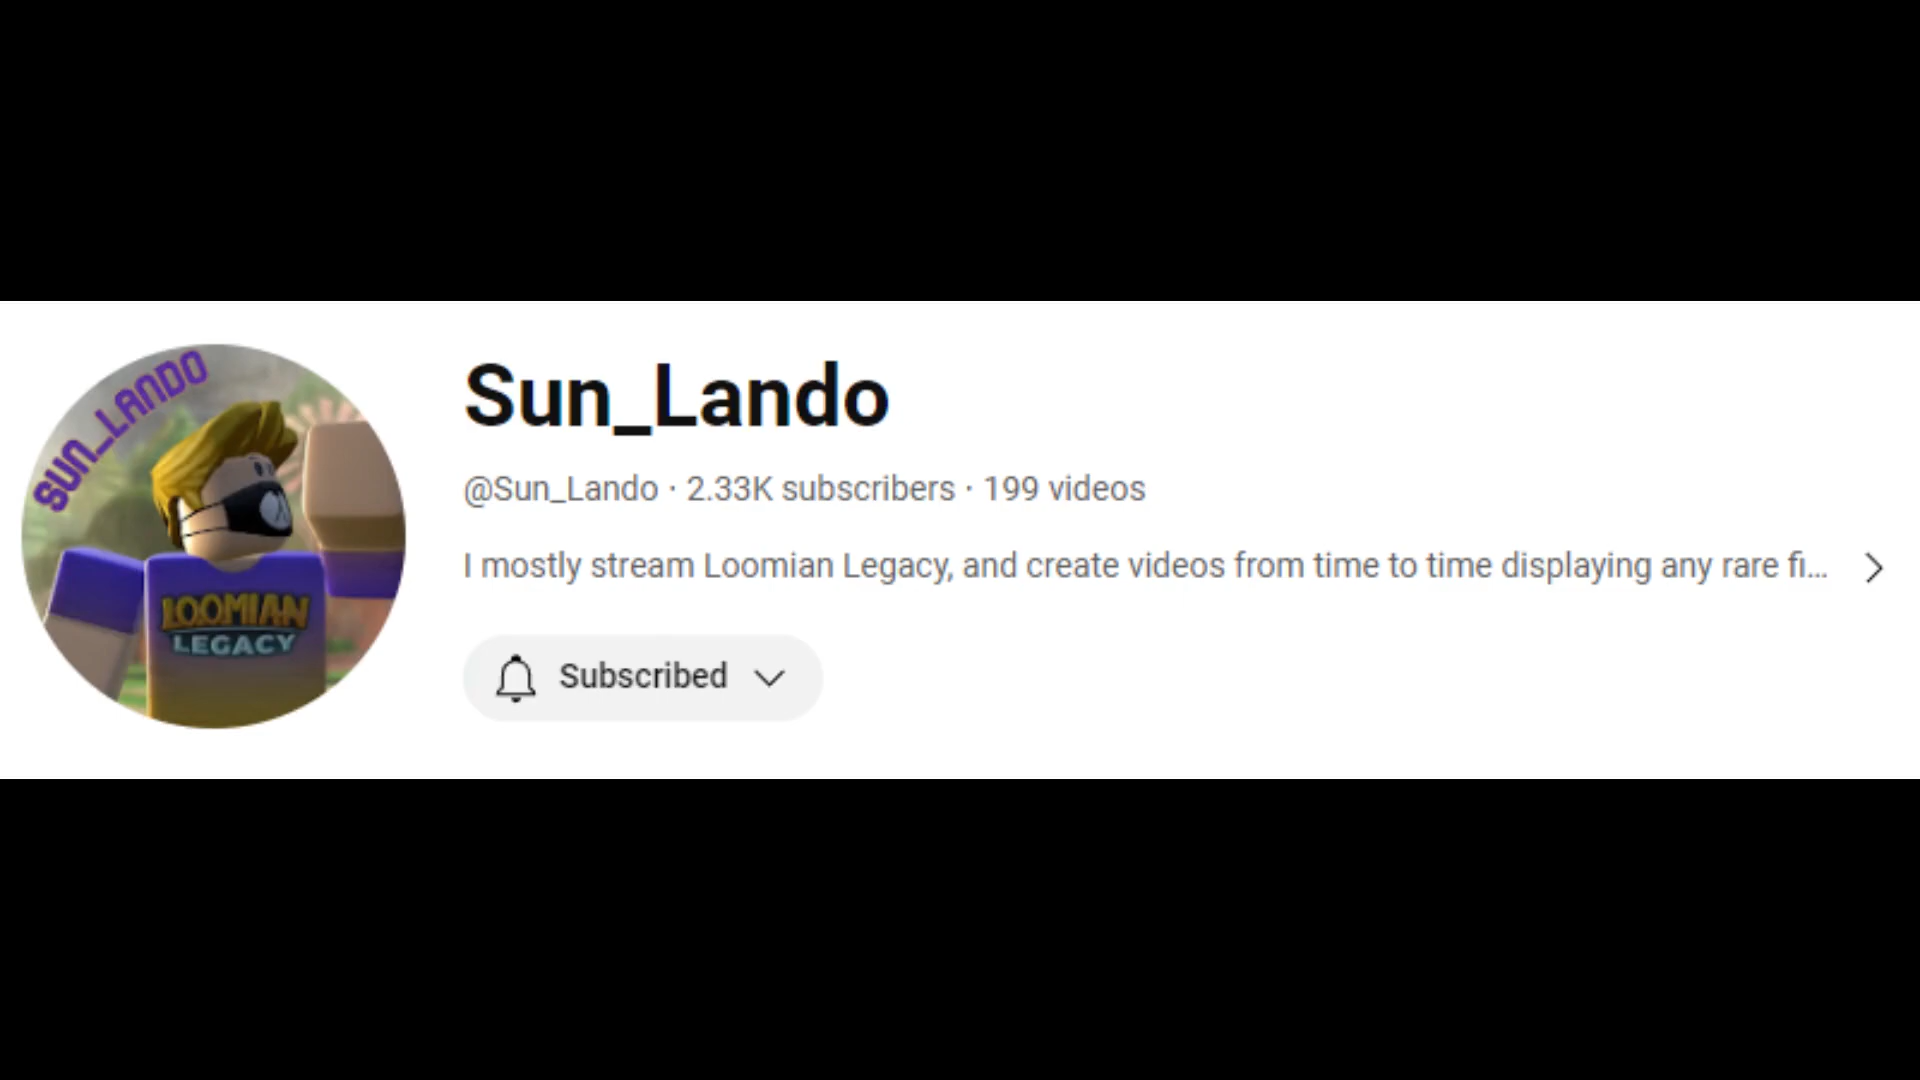 SUN_LANDO
LOOMIAN
LEGACY
Sun_Lando
@Sun_Lando · 2.33K subscribers · 199 videos
I mostly stream Loomian Legacy, and create videos from time to time displaying any rare fi...
Subscribed